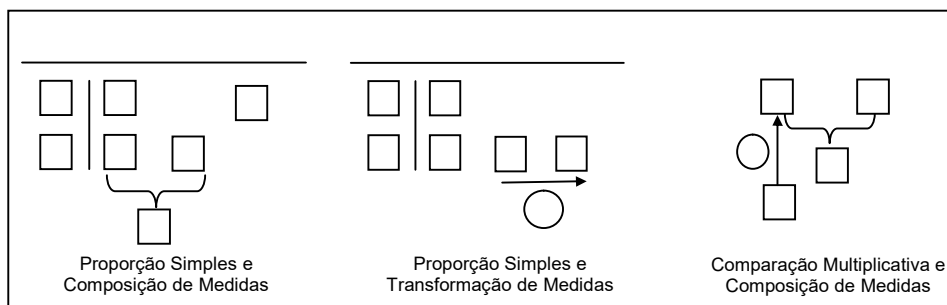 Proporção Simples e
Composição de Medidas
Proporção Simples e
Transformação de Medidas
Comparação Multiplicativa e
Composição de Medidas